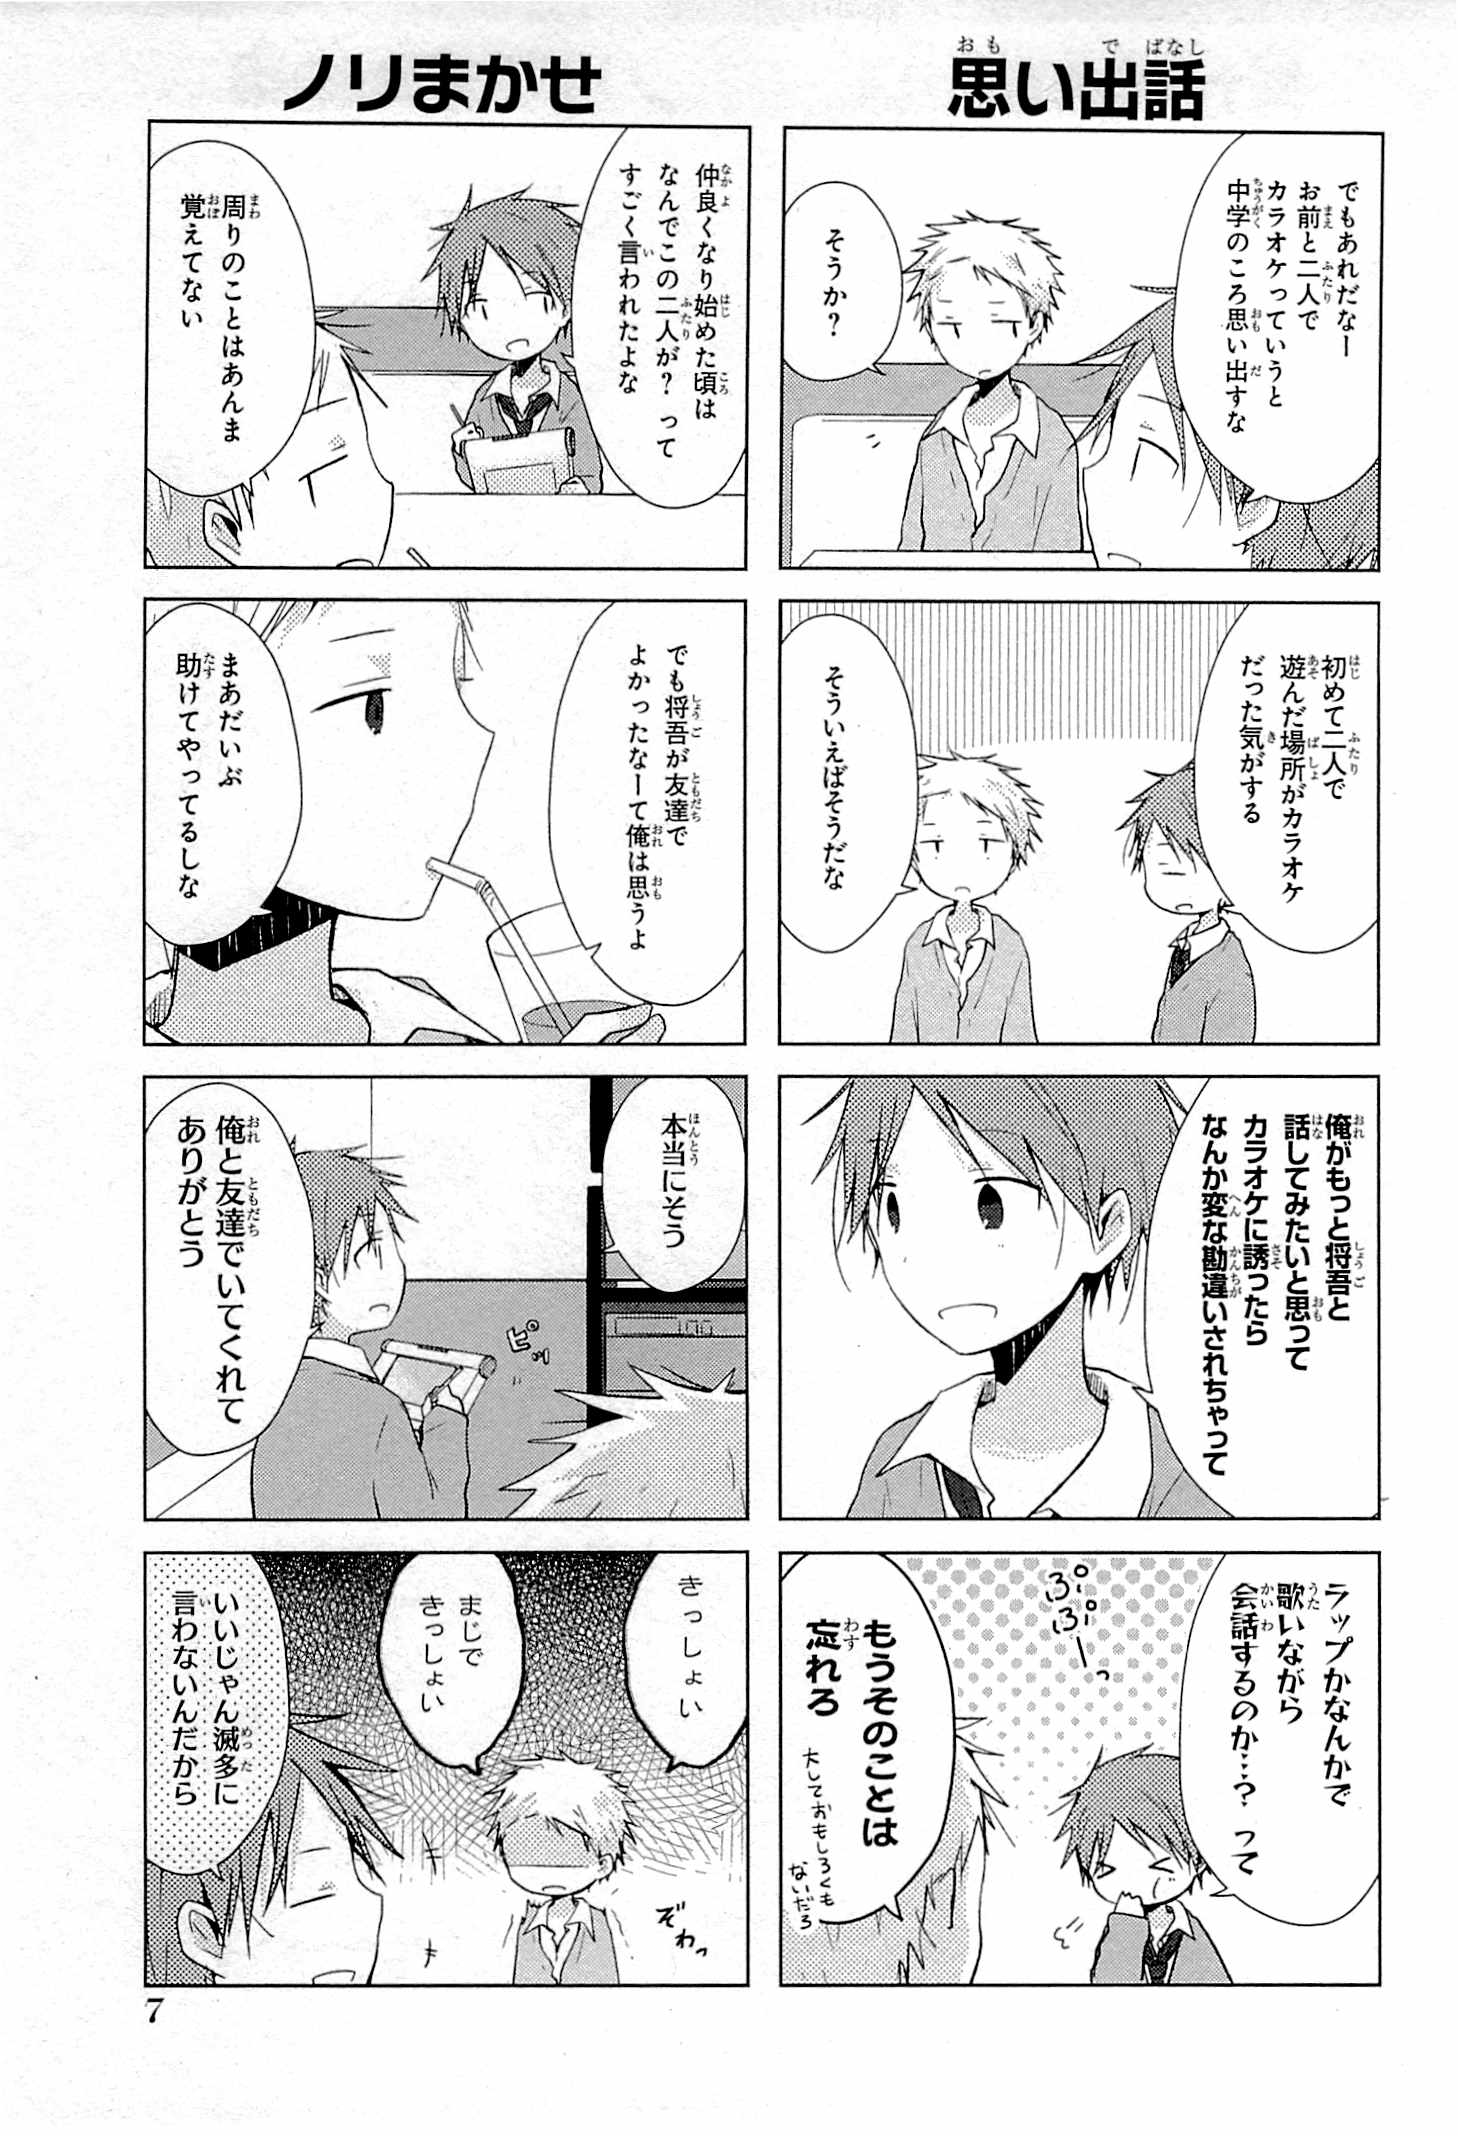 思い出話
でもあれだなー
お前と二人で
カラオケっていうと
中学のころ思い出すな
そうか？
初めて二人で
遊んだ場所がカラオケ
だった気がする
そういえばそうだな
俺がもっと将吾と
話してみたいと思って
カラオケに誘ったら
なんか変な勘違いされちゃって
ラップかなんかで
歌いながら
会話するのか…？って
ぷぷーっ
もうそのことは
忘れろ
大しておもしろくも
ないだろ
ノリまかせ
仲良くなり始めた頃は
なんでこの二人が？って
すごく言われたよな
周りのことはあんま
覚えてない
でも将吾が友達で
よかったなーて俺は思うよ
まあだいぶ
助けてやってるしな
本当にそう
ピッ
俺と友達でいてくれて
ありがとう
きっしょい
まじで
きっしょい
ぞわっ
いいじゃん滅多に
言わないんだから
7